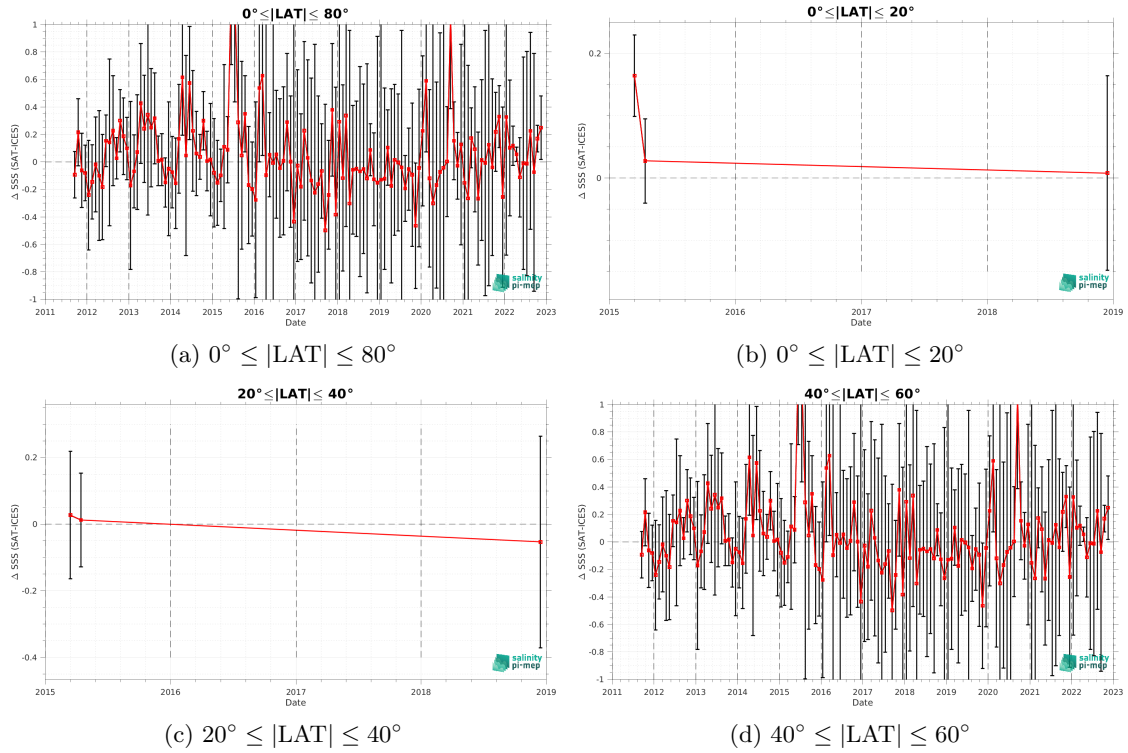 0°≤|LAT|≤ 80°
Δ SSS (SAT-ICES)
1
0.8
0.6
0.4
0.2
0
-0.2
-0.4
-0.6
-0.8
-1
2011 2012 2013 2014 2015 2016 2017 2018 2019 2020 2021 2022 2023
Date
salinity
pi-mep
(a) 0° ≤ |LAT| ≤ 80°
0°≤|LAT|≤ 20°
Δ SSS (SAT-ICES)
0.2
0
2015 2016 2017 2018 2019
Date
salinity
pi-mep
(b) 0° ≤ |LAT| ≤ 20°
20°≤|LAT|≤ 40°
Δ SSS (SAT-ICES)
0.2
0
-0.2
-0.4
2015 2016 2017 2018 2019
Date
salinity
pi-mep
(c) 20° ≤ |LAT| ≤ 40°
40°≤|LAT|≤ 60°
Δ SSS (SAT-ICES)
1
0.8
0.6
0.4
0.2
0
-0.2
-0.4
-0.6
-0.8
-1
2011 2012 2013 2014 2015 2016 2017 2018 2019 2020 2021 2022 2023
Date
salinity
pi-mep
(d) 40° ≤ |LAT| ≤ 60°